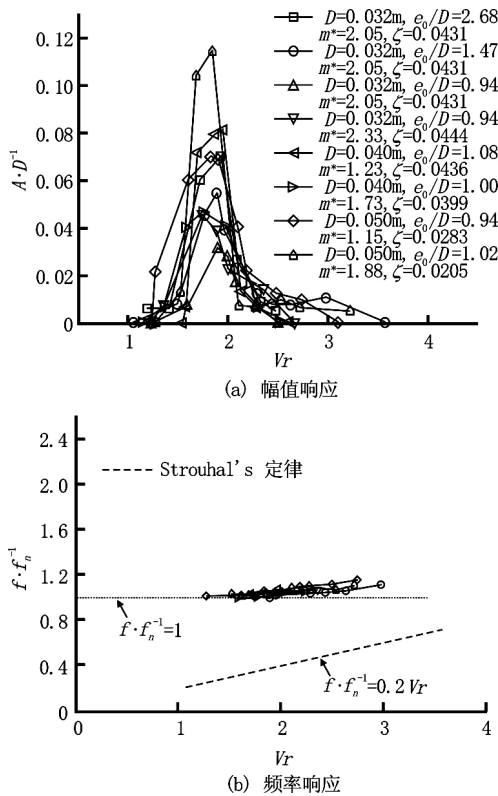 (a)
D=0.032m, e₀/D=2.68
m*=2.05, ζ=0.0431
D=0.032m, e₀/D=1.47
m*=2.05, ζ=0.0431
D=0.032m, e₀/D=0.94
m*=2.05, ζ=0.0431
D=0.032m, e₀/D=0.94
m*=2.33, ζ=0.0444
D=0.040m, e₀/D=1.08
m*=1.23, ζ=0.0436
D=0.040m, e₀/D=1.00
m*=1.73, ζ=0.0399
D=0.050m, e₀/D=0.94
m*=1.15, ζ=0.0283
D=0.050m, e₀/D=1.02
m*=1.88, ζ=0.0205
A·D⁻¹
0.12
0.10
0.08
0.06
0.04
0.02
0
1 2 3 4
Vr
(a) 幅值响应
(b)
f·fₙ⁻¹
2.4
2.0
1.6
1.2
0.8
0.4
0
Strouhal's 定律
f·fₙ⁻¹=1
f·fₙ⁻¹=0.2Vr
0 1 2 3 4
Vr
(b) 频率响应